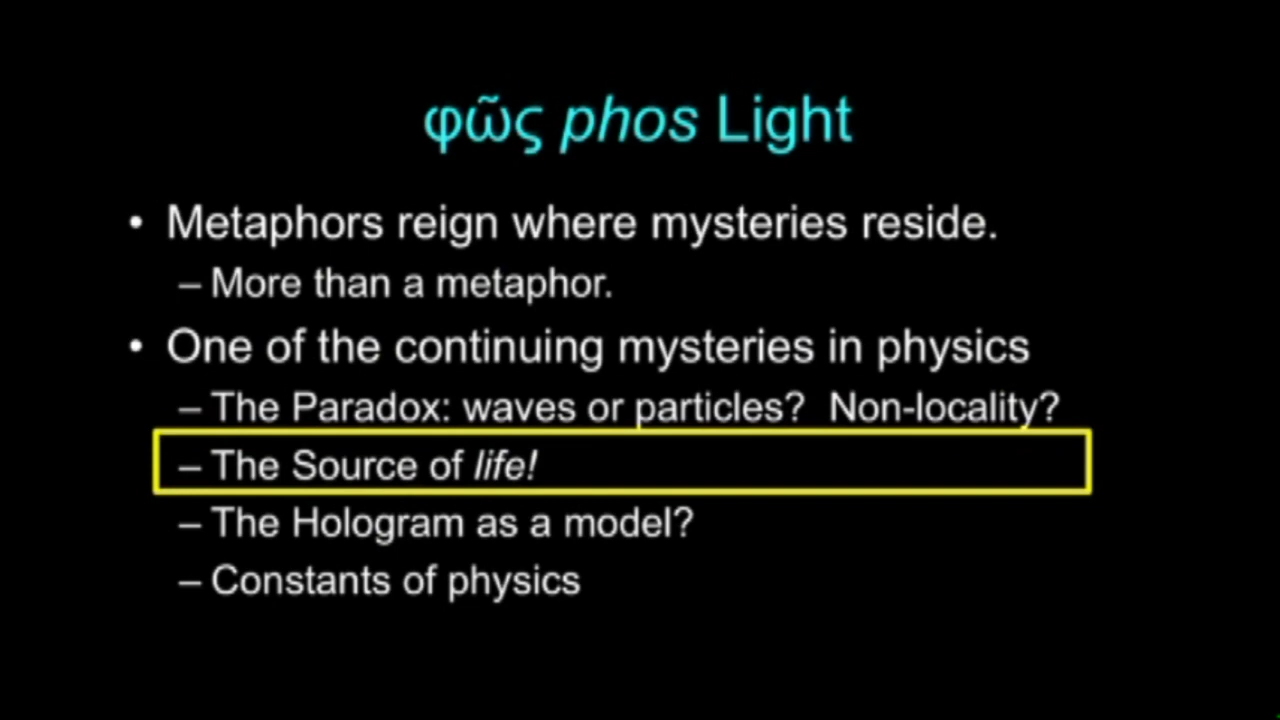 φῶς phos Light
• Metaphors reign where mysteries reside.
– More than a metaphor.
• One of the continuing mysteries in physics
– The Paradox: waves or particles?  Non-locality?
– The Source of life!
– The Hologram as a model?
– Constants of physics